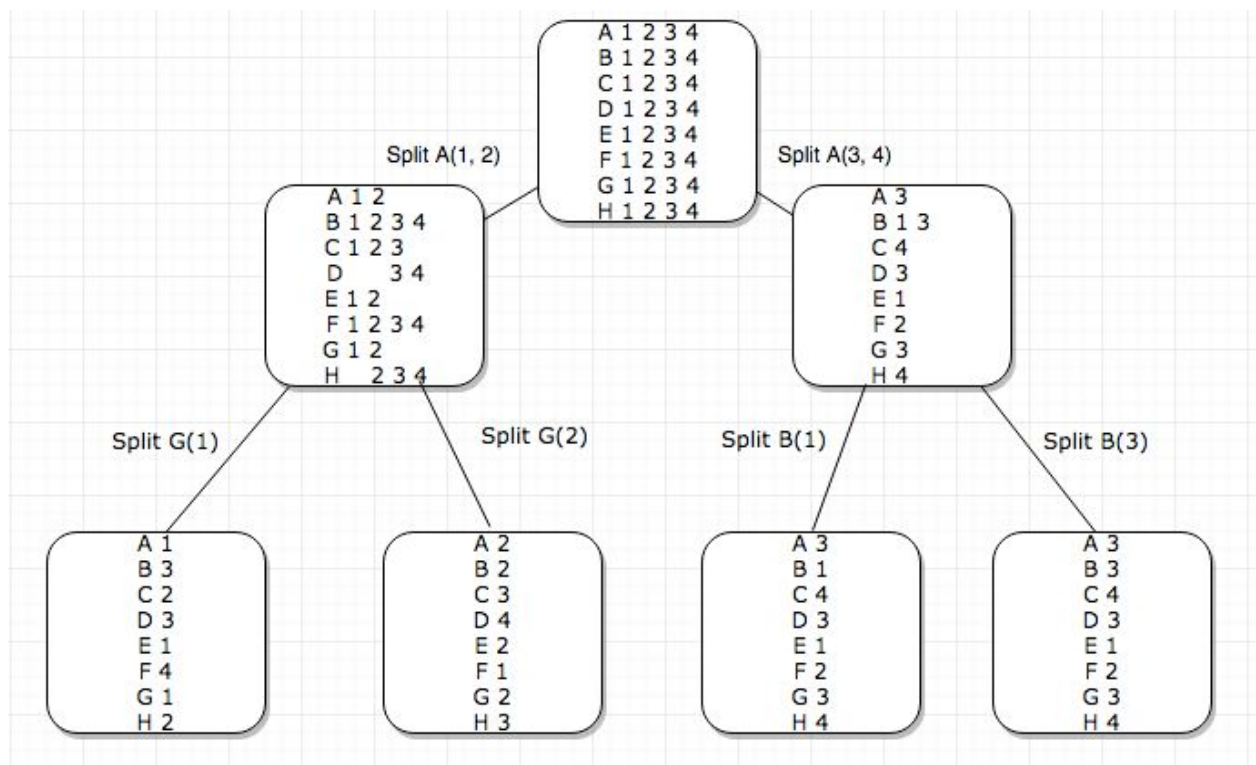 A 1 2 3 4
B 1 2 3 4
C 1 2 3 4
D 1 2 3 4
E 1 2 3 4
F 1 2 3 4
G 1 2 3 4
H 1 2 3 4
Split A(1, 2)
Split A(3, 4)
A 1 2
B 1 2 3 4
C 1 2 3
D 3 4
E 1 2
F 1 2 3 4
G 1 2
H 2 3 4
A 3
B 1 3
C 4
D 3
E 1
F 2
G 3
H 4
Split G(1)
Split G(2)
Split B(1)
Split B(3)
A 1
B 3
C 2
D 3
E 1
F 4
G 1
H 2
A 2
B 2
C 3
D 4
E 2
F 1
G 2
H 3
A 3
B 1
C 4
D 3
E 1
F 2
G 3
H 4
A 3
B 3
C 4
D 3
E 1
F 2
G 3
H 4